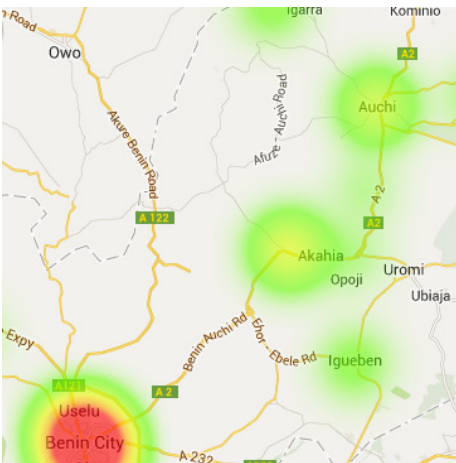 Igarra
Kominio
n Road
Owo
A2
Auchi
Akure Benin Road
Afuze - Auchi Road
A 2
A 122
A2
Akahia
Opoji
Uromi
Ubiaja
Benin Auchi Rd
Ehor - Ebele Rd
Expy
Igueben
A121
A 2
Uselu
Benin City
A 232